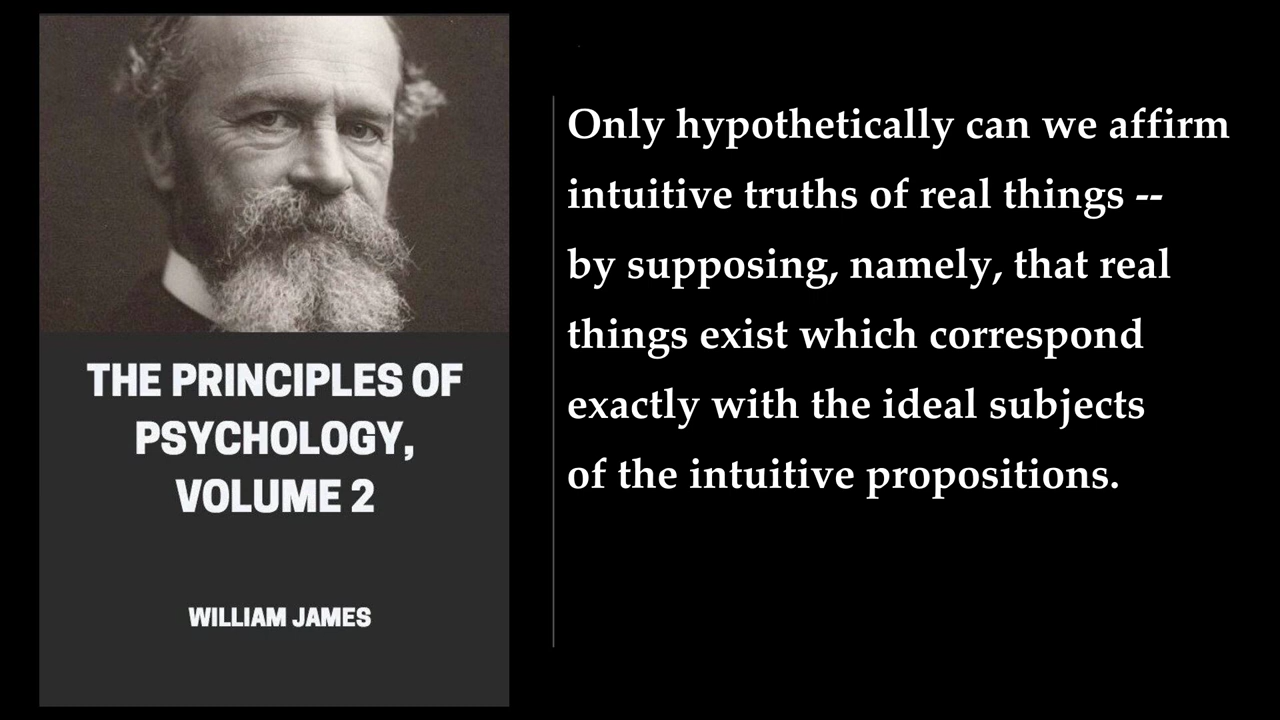 THE PRINCIPLES OF
PSYCHOLOGY,
VOLUME 2
WILLIAM JAMES
Only hypothetically can we affirm
intuitive truths of real things --
by supposing, namely, that real
things exist which correspond
exactly with the ideal subjects
of the intuitive propositions.